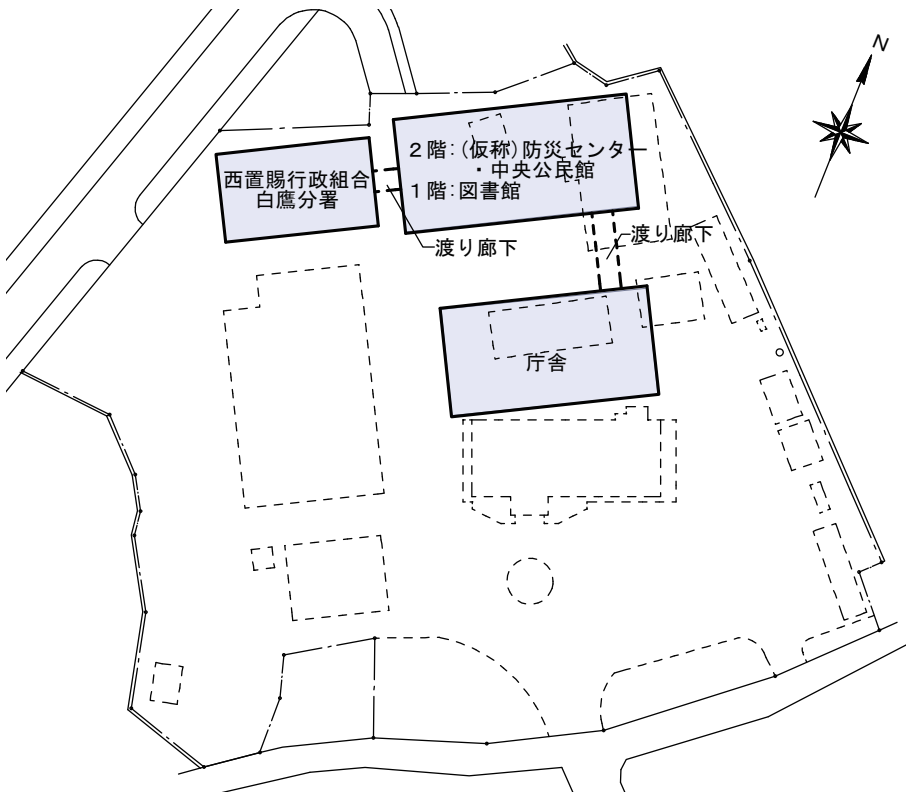 N
2階：(仮称)防災センター
・中央公民館
1階：図書館
西置賜行政組合
白鷹分署
渡り廊下
渡り廊下
庁舎